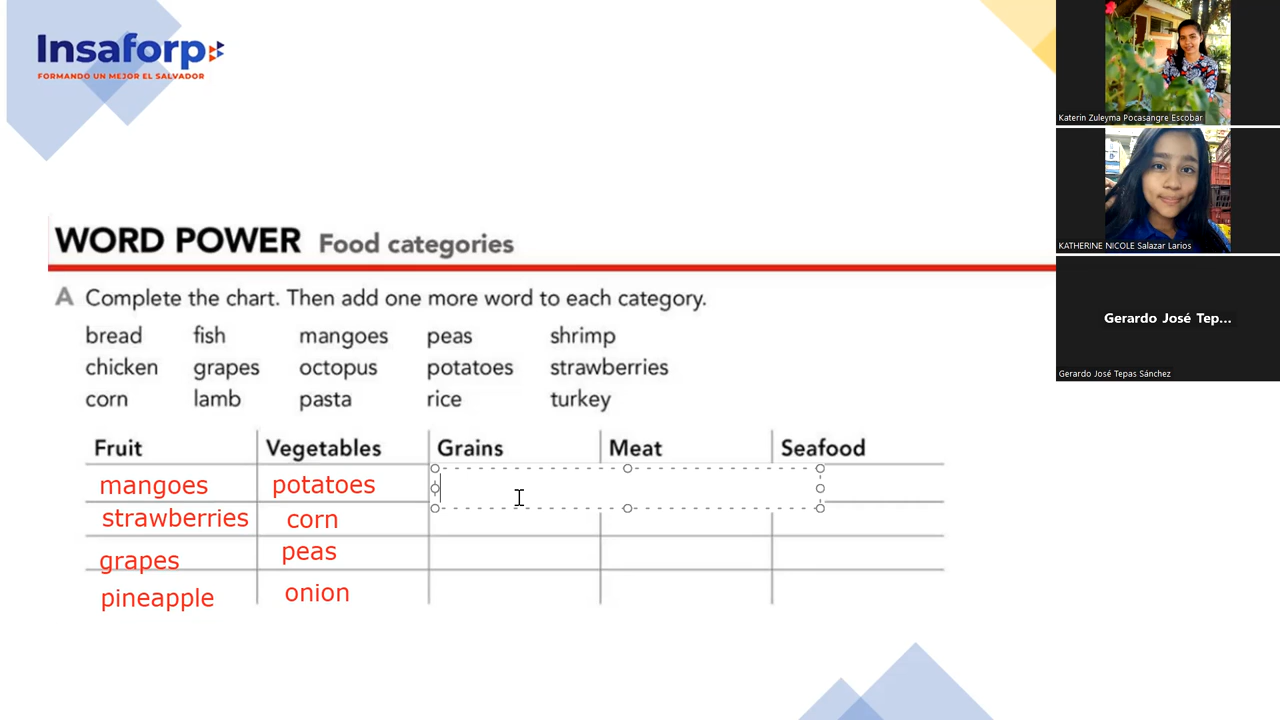 Insaforp
FORMANDO UN MEJOR EL SALVADOR
WORD POWER Food categories
A Complete the chart. Then add one more word to each category.
bread fish mangoes peas shrimp
chicken grapes octopus potatoes strawberries
corn lamb pasta rice turkey
Fruit Vegetables Grains Meat Seafood
mangoes potatoes
strawberries corn
grapes peas
pineapple onion
Katerin Zuleyma Pocasangre Escobar
KATHERINE NICOLE Salazar Larios
Gerardo José Tep...
Gerardo José Tepas Sánchez